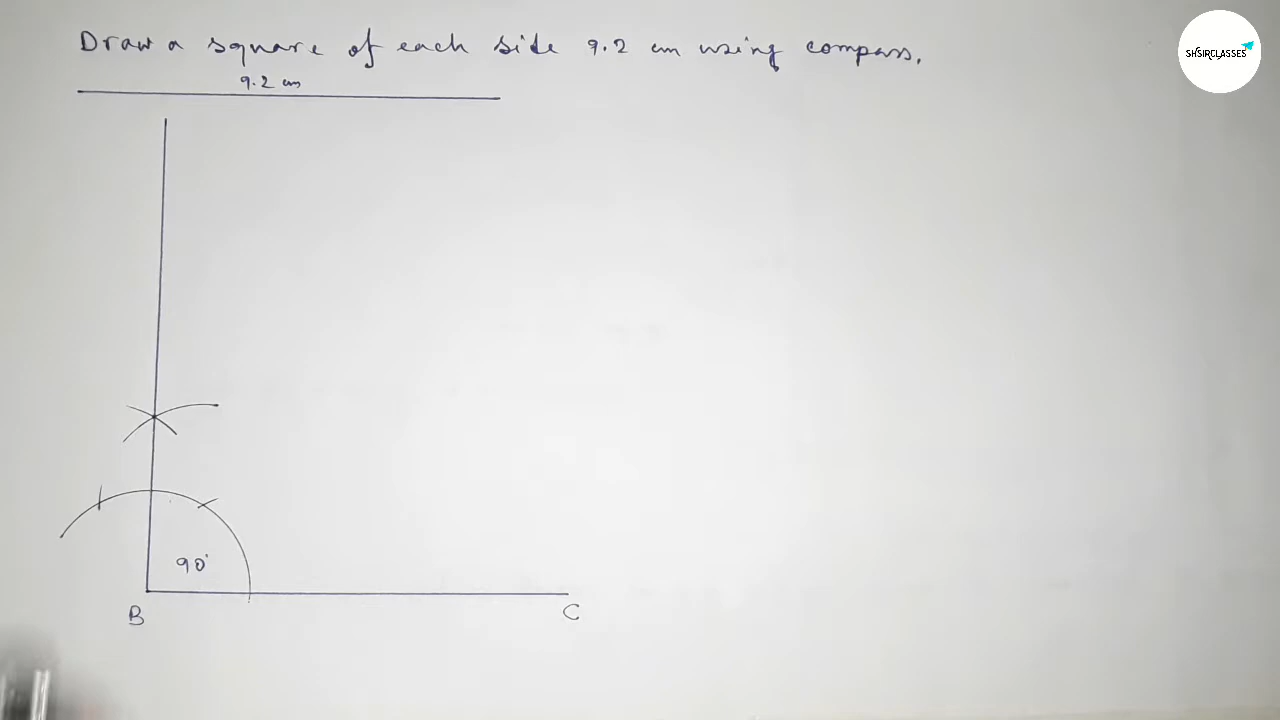 Draw a square of each side 9.2 cm using compass.
SHSIRCLASSES
9.2 cm
90°
B
C